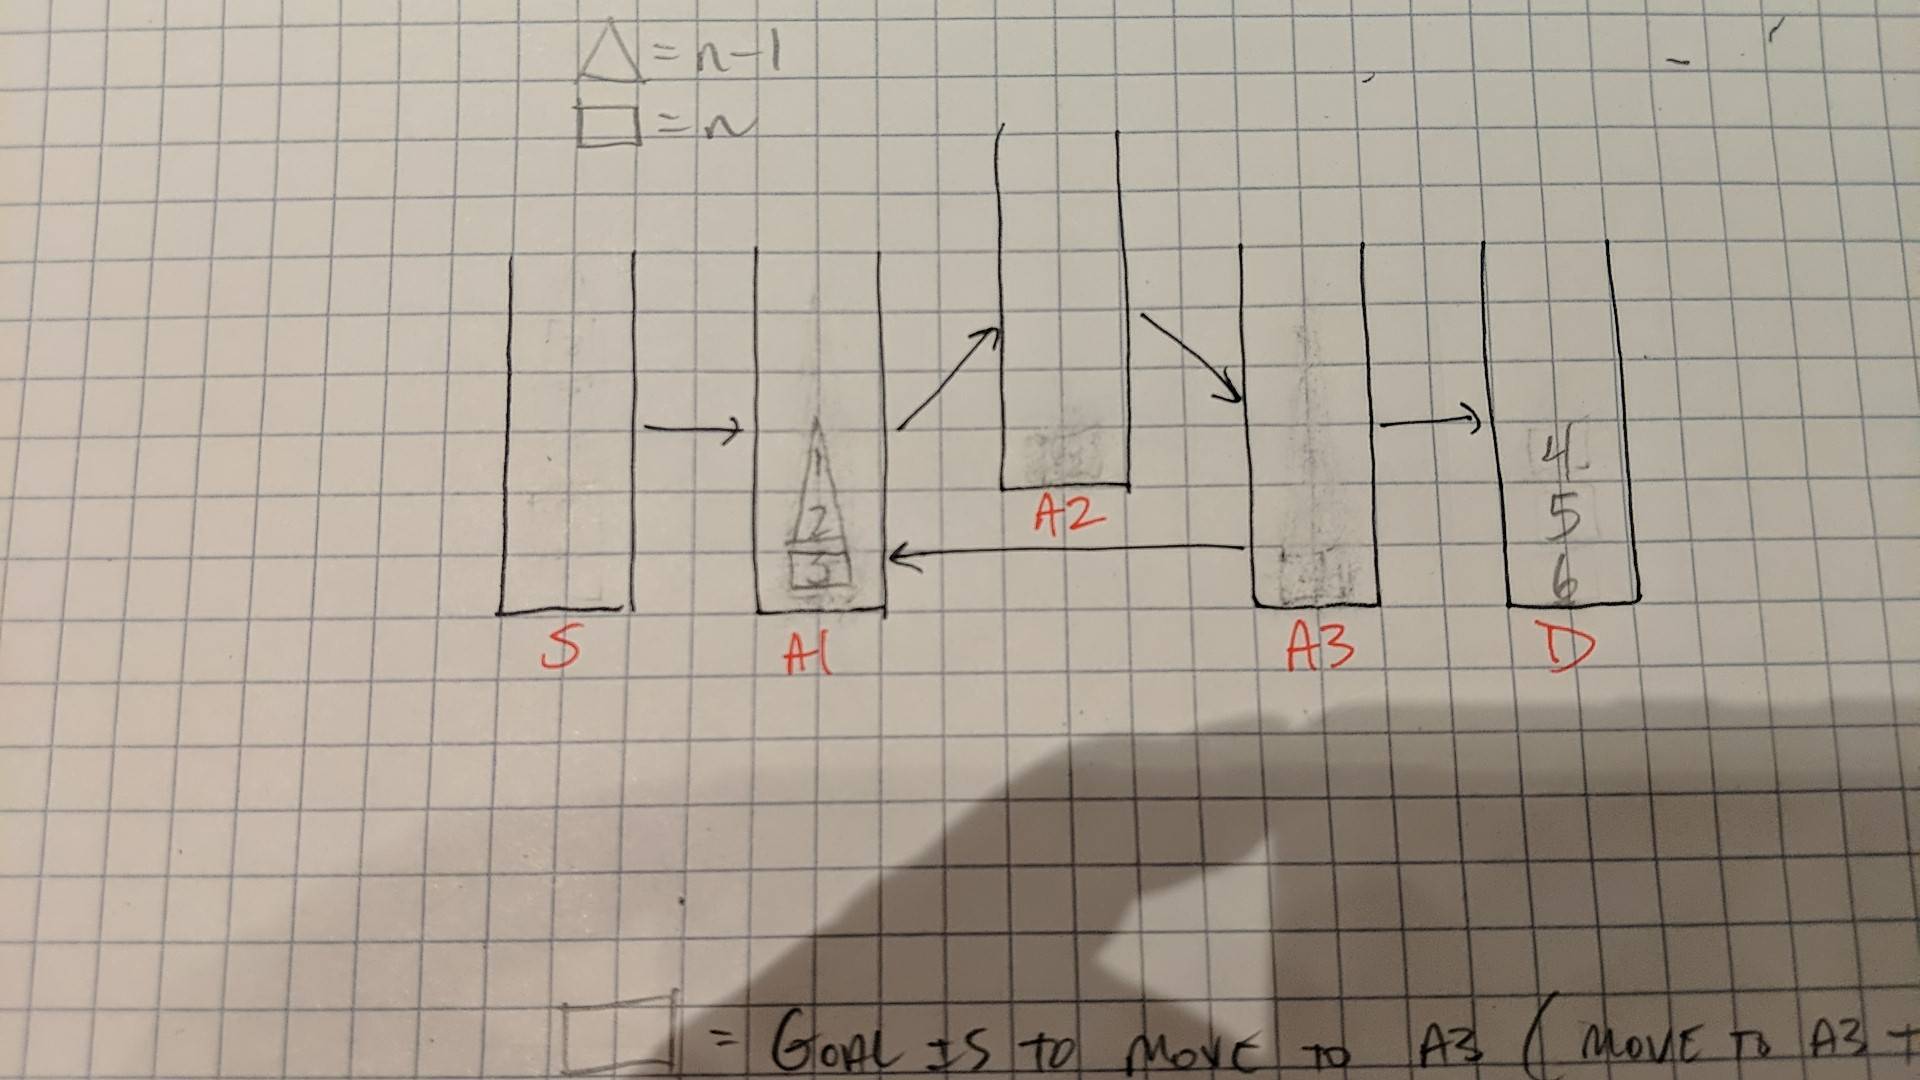 △ = n-1
□ = n
1
2
3
4
5
6
A2
S
A1
A3
D
□ = GOAL IS to MOVE to A3 ( MOVE TO A3 +